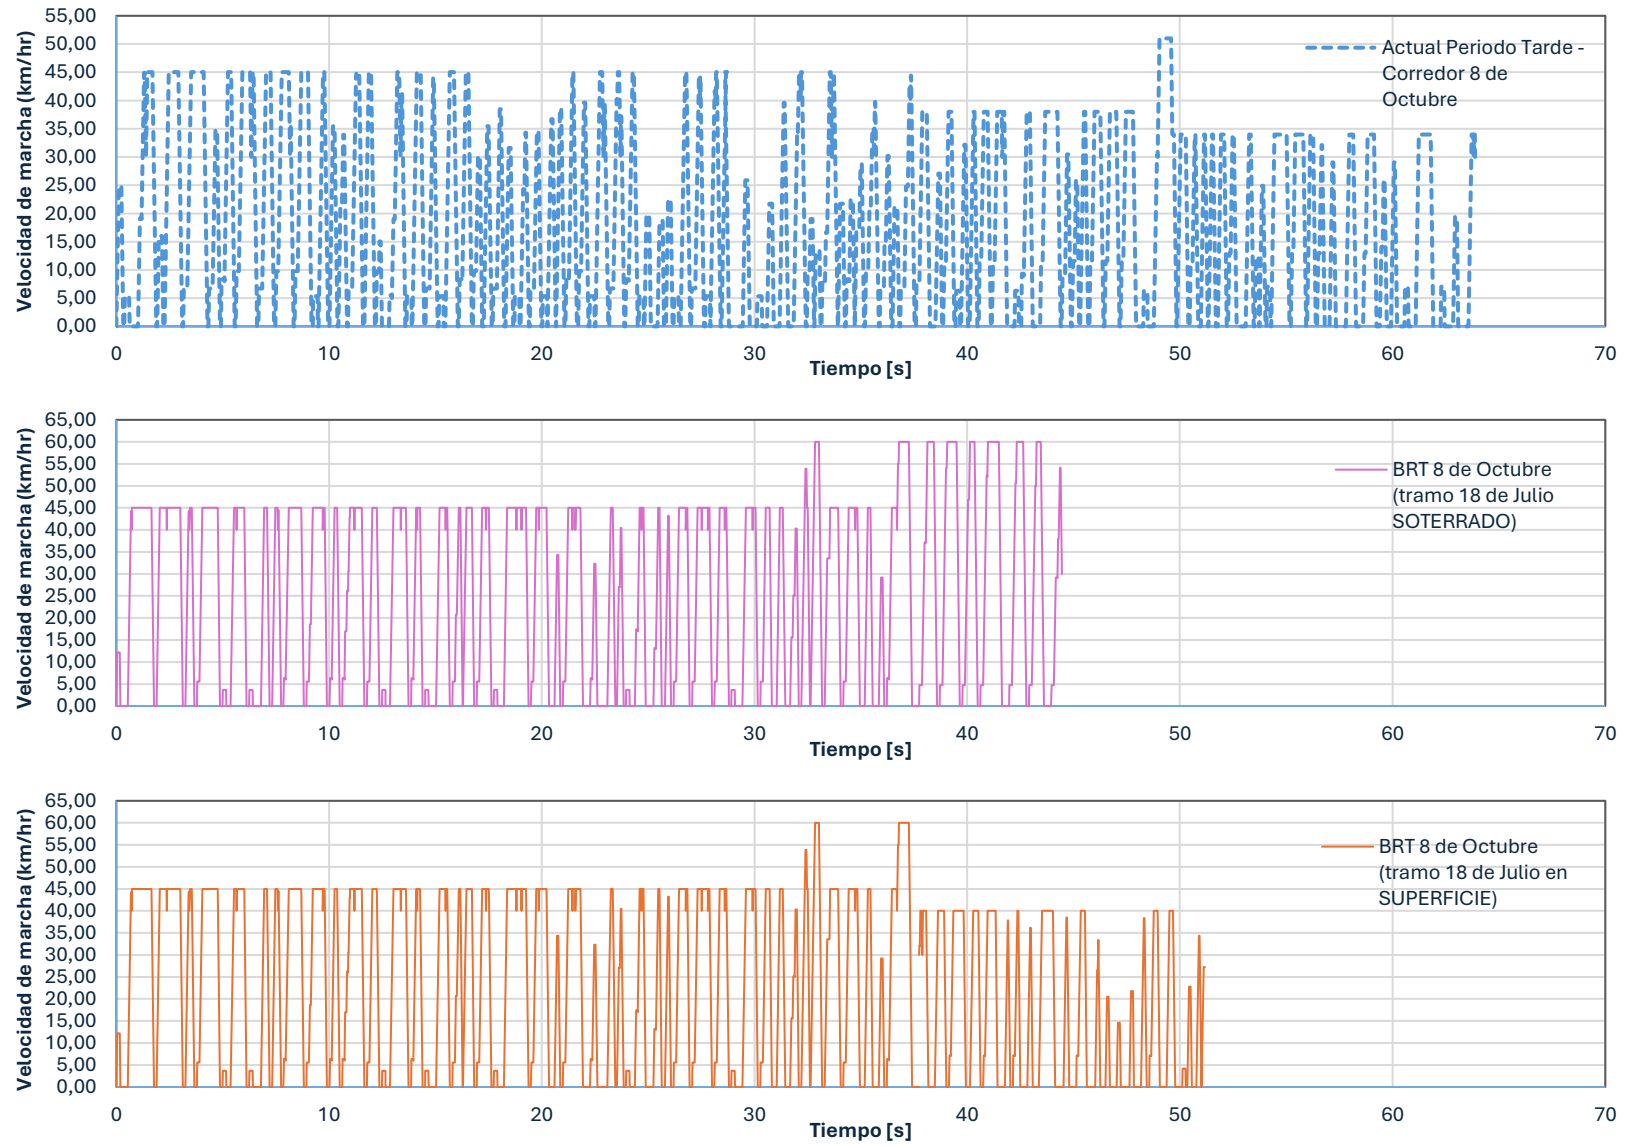 55,00
50,00
45,00
40,00
35,00
30,00
25,00
20,00
15,00
10,00
5,00
0,00
Velocidad de marcha (km/hr)
Actual Periodo Tarde -
Corredor 8 de
Octubre
0 10 20 30 40 50 60 70
Tiempo [s]
65,00
60,00
55,00
50,00
45,00
40,00
35,00
30,00
25,00
20,00
15,00
10,00
5,00
0,00
Velocidad de marcha (km/hr)
BRT 8 de Octubre
(tramo 18 de Julio
SOTERRADO)
0 10 20 30 40 50 60 70
Tiempo [s]
65,00
60,00
55,00
50,00
45,00
40,00
35,00
30,00
25,00
20,00
15,00
10,00
5,00
0,00
Velocidad de marcha (km/hr)
BRT 8 de Octubre
(tramo 18 de Julio en
SUPERFICIE)
0 10 20 30 40 50 60 70
Tiempo [s]